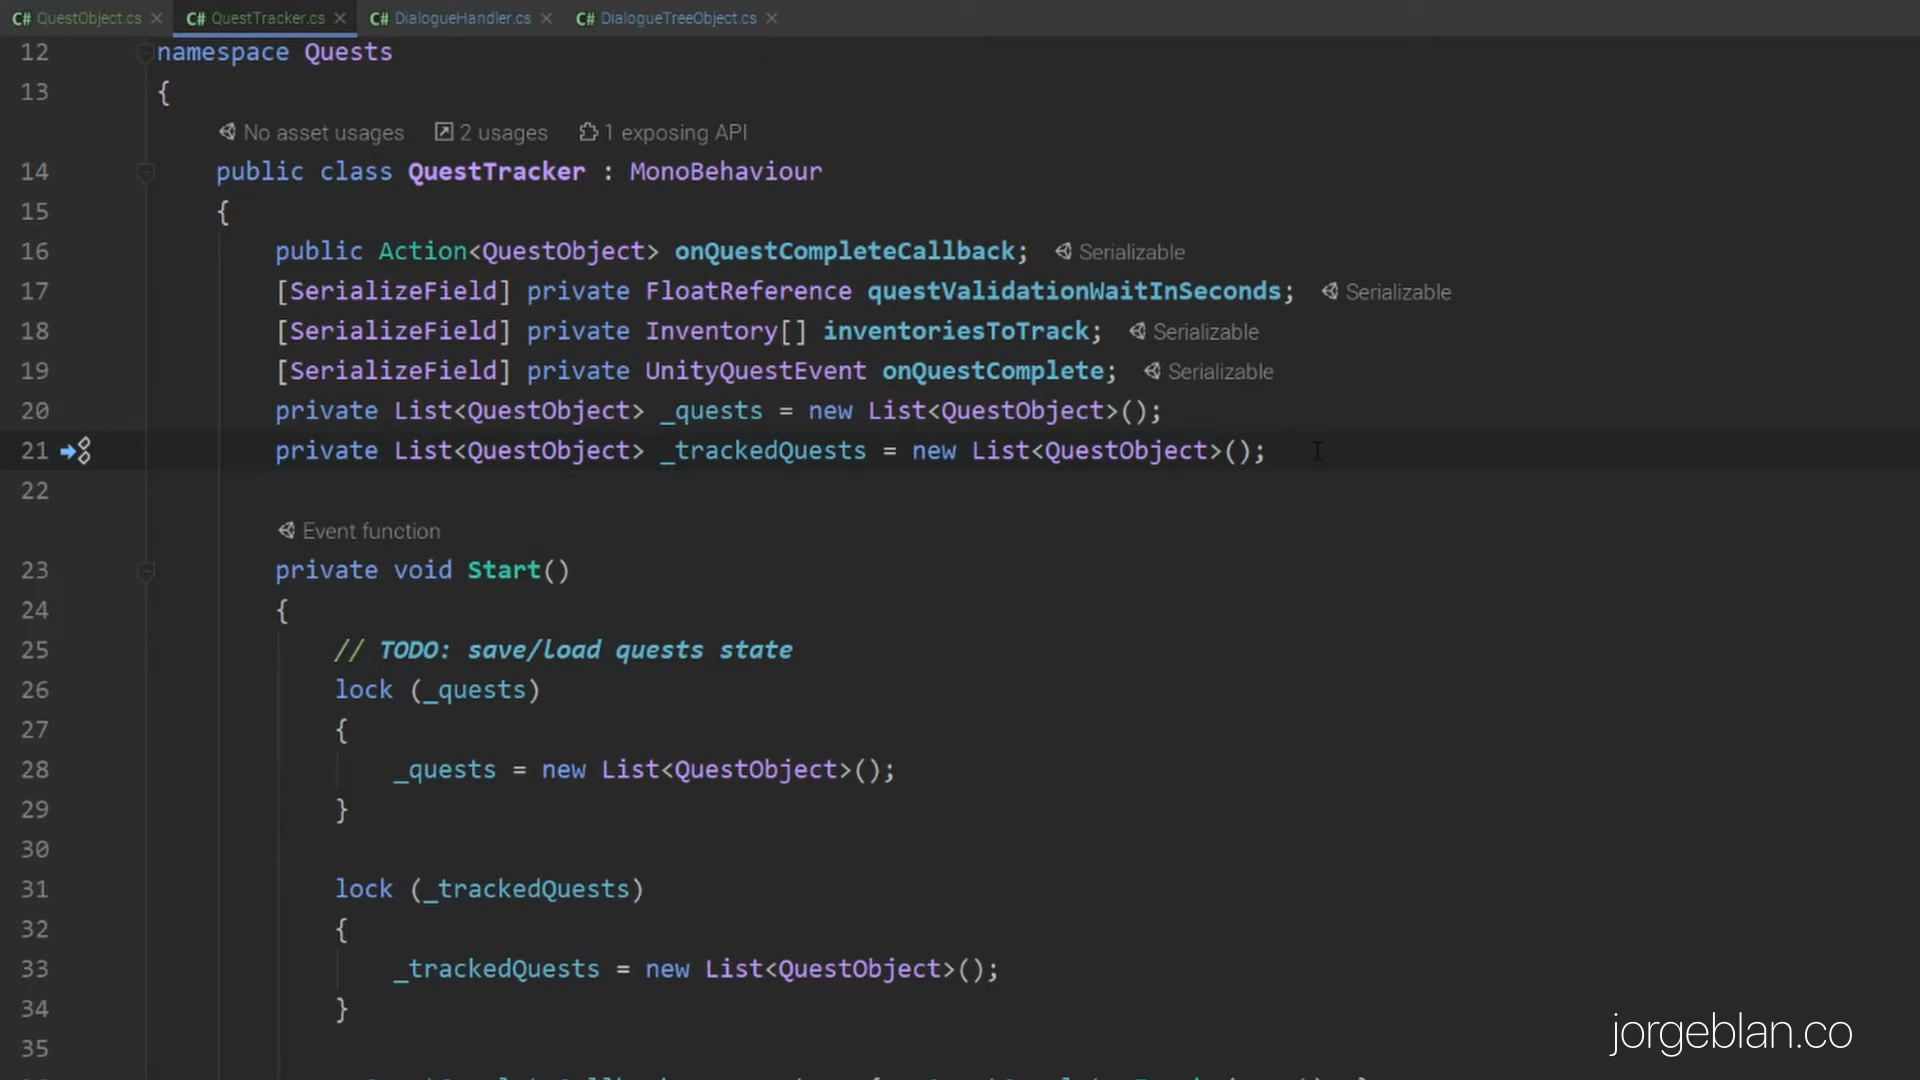 C# QuestObject.cs × C# QuestTracker.cs × C# DialogueHandler.cs × C# DialogueTreeObject.cs ×
12 namespace Quests
13 {
No asset usages 2 usages 1 exposing API
14 public class QuestTracker : MonoBehaviour
15 {
16 public Action<QuestObject> onQuestCompleteCallback; Serializable
17 [SerializeField] private FloatReference questValidationWaitInSeconds; Serializable
18 [SerializeField] private Inventory[] inventoriesToTrack; Serializable
19 [SerializeField] private UnityQuestEvent onQuestComplete; Serializable
20 private List<QuestObject> _quests = new List<QuestObject>();
21 private List<QuestObject> _trackedQuests = new List<QuestObject>();
22
Event function
23 private void Start()
24 {
25 // TODO: save/load quests state
26 lock (_quests)
27 {
28 _quests = new List<QuestObject>();
29 }
30
31 lock (_trackedQuests)
32 {
33 _trackedQuests = new List<QuestObject>();
34 }
35
jorgeblan.co